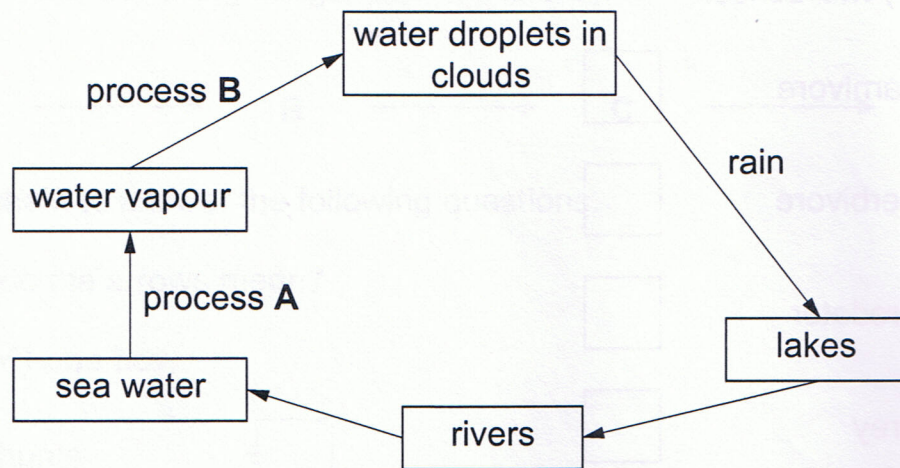 water droplets in
clouds
process B
rain
water vapour
process A
lakes
sea water
rivers